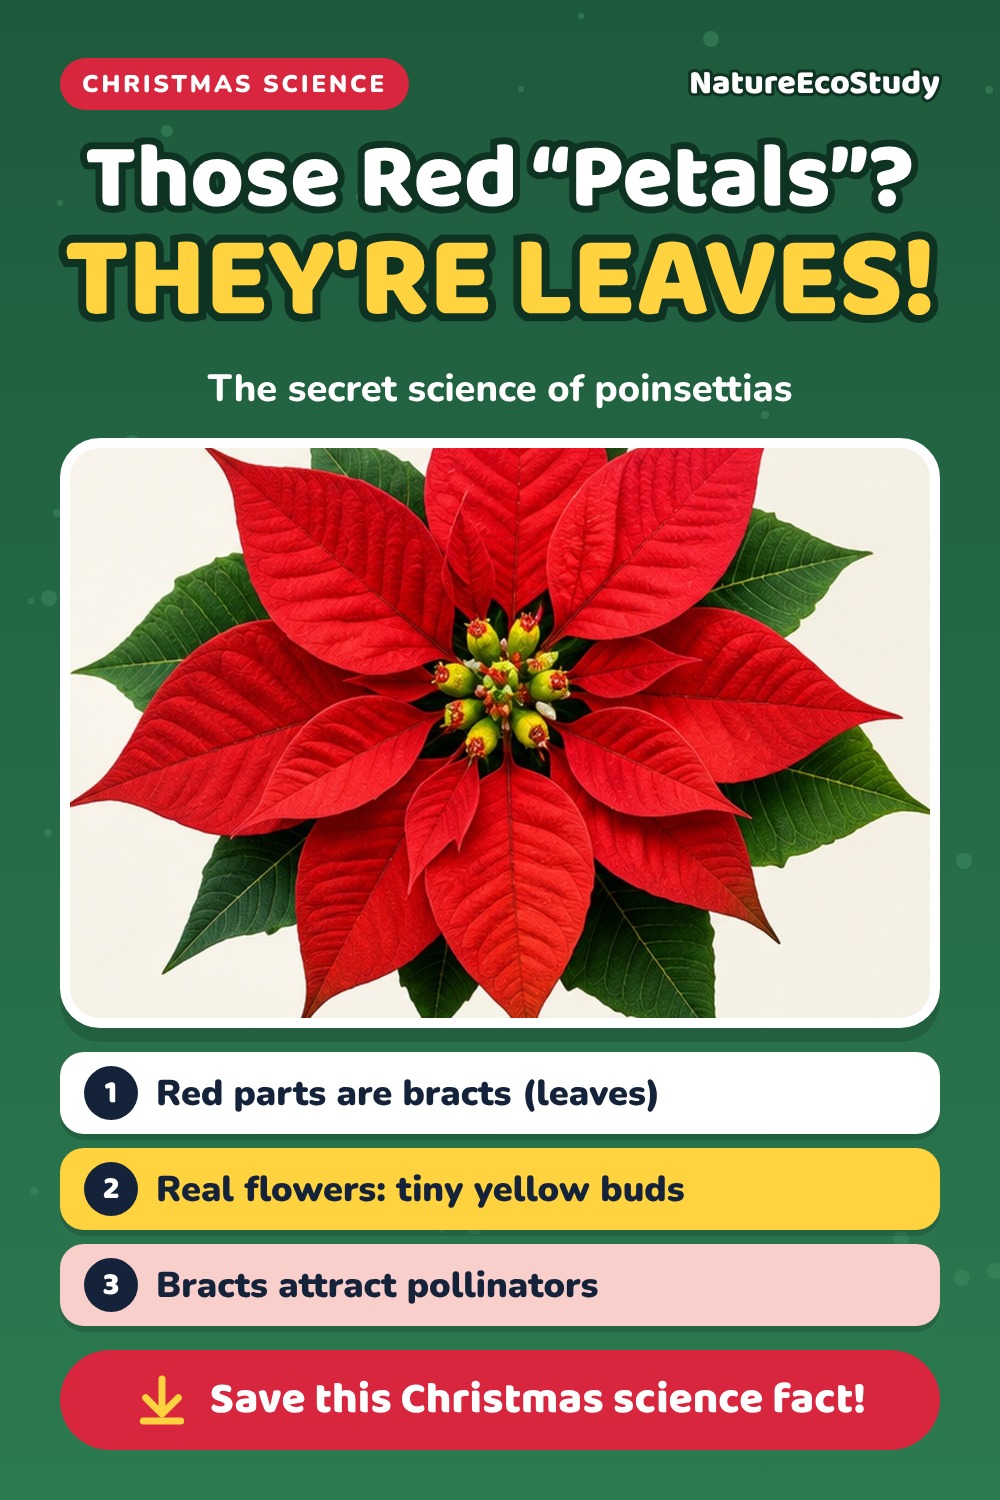 CHRISTMAS SCIENCE
NatureEcoStudy
Those Red “Petals”?
THEY'RE LEAVES!
The secret science of poinsettias
1 Red parts are bracts (leaves)
2 Real flowers: tiny yellow buds
3 Bracts attract pollinators
Save this Christmas science fact!